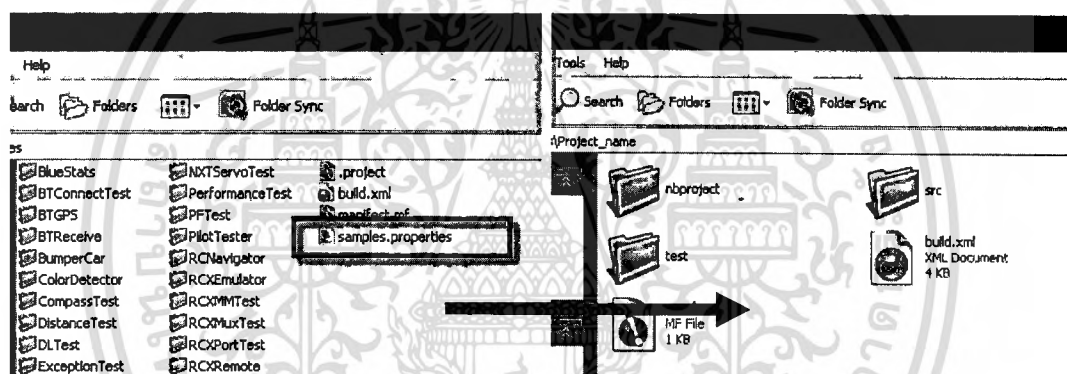 Help
Folders
Folder Sync
es
BlueStats
BTConnectTest
BTGPS
BTReceive
BumperCar
ColorDetector
CompassTest
DistanceTest
DLTest
ExceptionTest
NXTServoTest
PerformanceTest
PFTest
PilotTester
RCNavigator
RCXEmulator
RCXMMTest
RCXMuxTest
RCXPortTest
RCXRemote
.project
build.xml
manifest.mf
samples.properties
Tools Help
Search Folders Folder Sync
\Project_name
nbproject
src
test
build.xml
XML Document
4 KB
MF File
1 KB